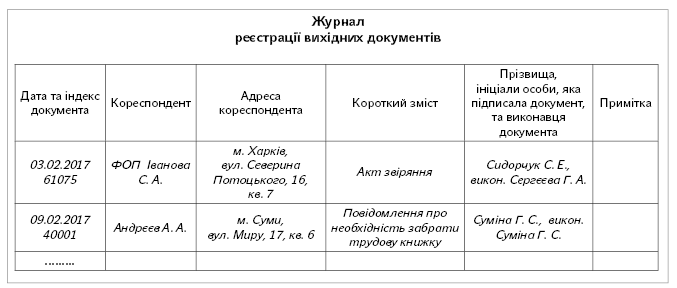 Журнал
реєстрації вихідних документів
Дата та індекс
документа
Кореспондент
Адреса
кореспондента
Короткий зміст
Прізвища,
ініціали особи, яка
підписала документ,
та виконавця
документа
Примітка
03.02.2017
61075
ФОП Іванова
С. А.
м. Харків,
вул. Северина
Потоцького, 16,
кв. 7
Акт звіряння
Сидорчук С. Е.,
викон. Сергеєва Г. А.
09.02.2017
40001
Андрєєв А. А.
м. Суми,
вул. Миру, 17, кв. 6
Повідомлення про
необхідність забрати
трудову книжку
Суміна Г. С., викон.
Суміна Г. С.
.........